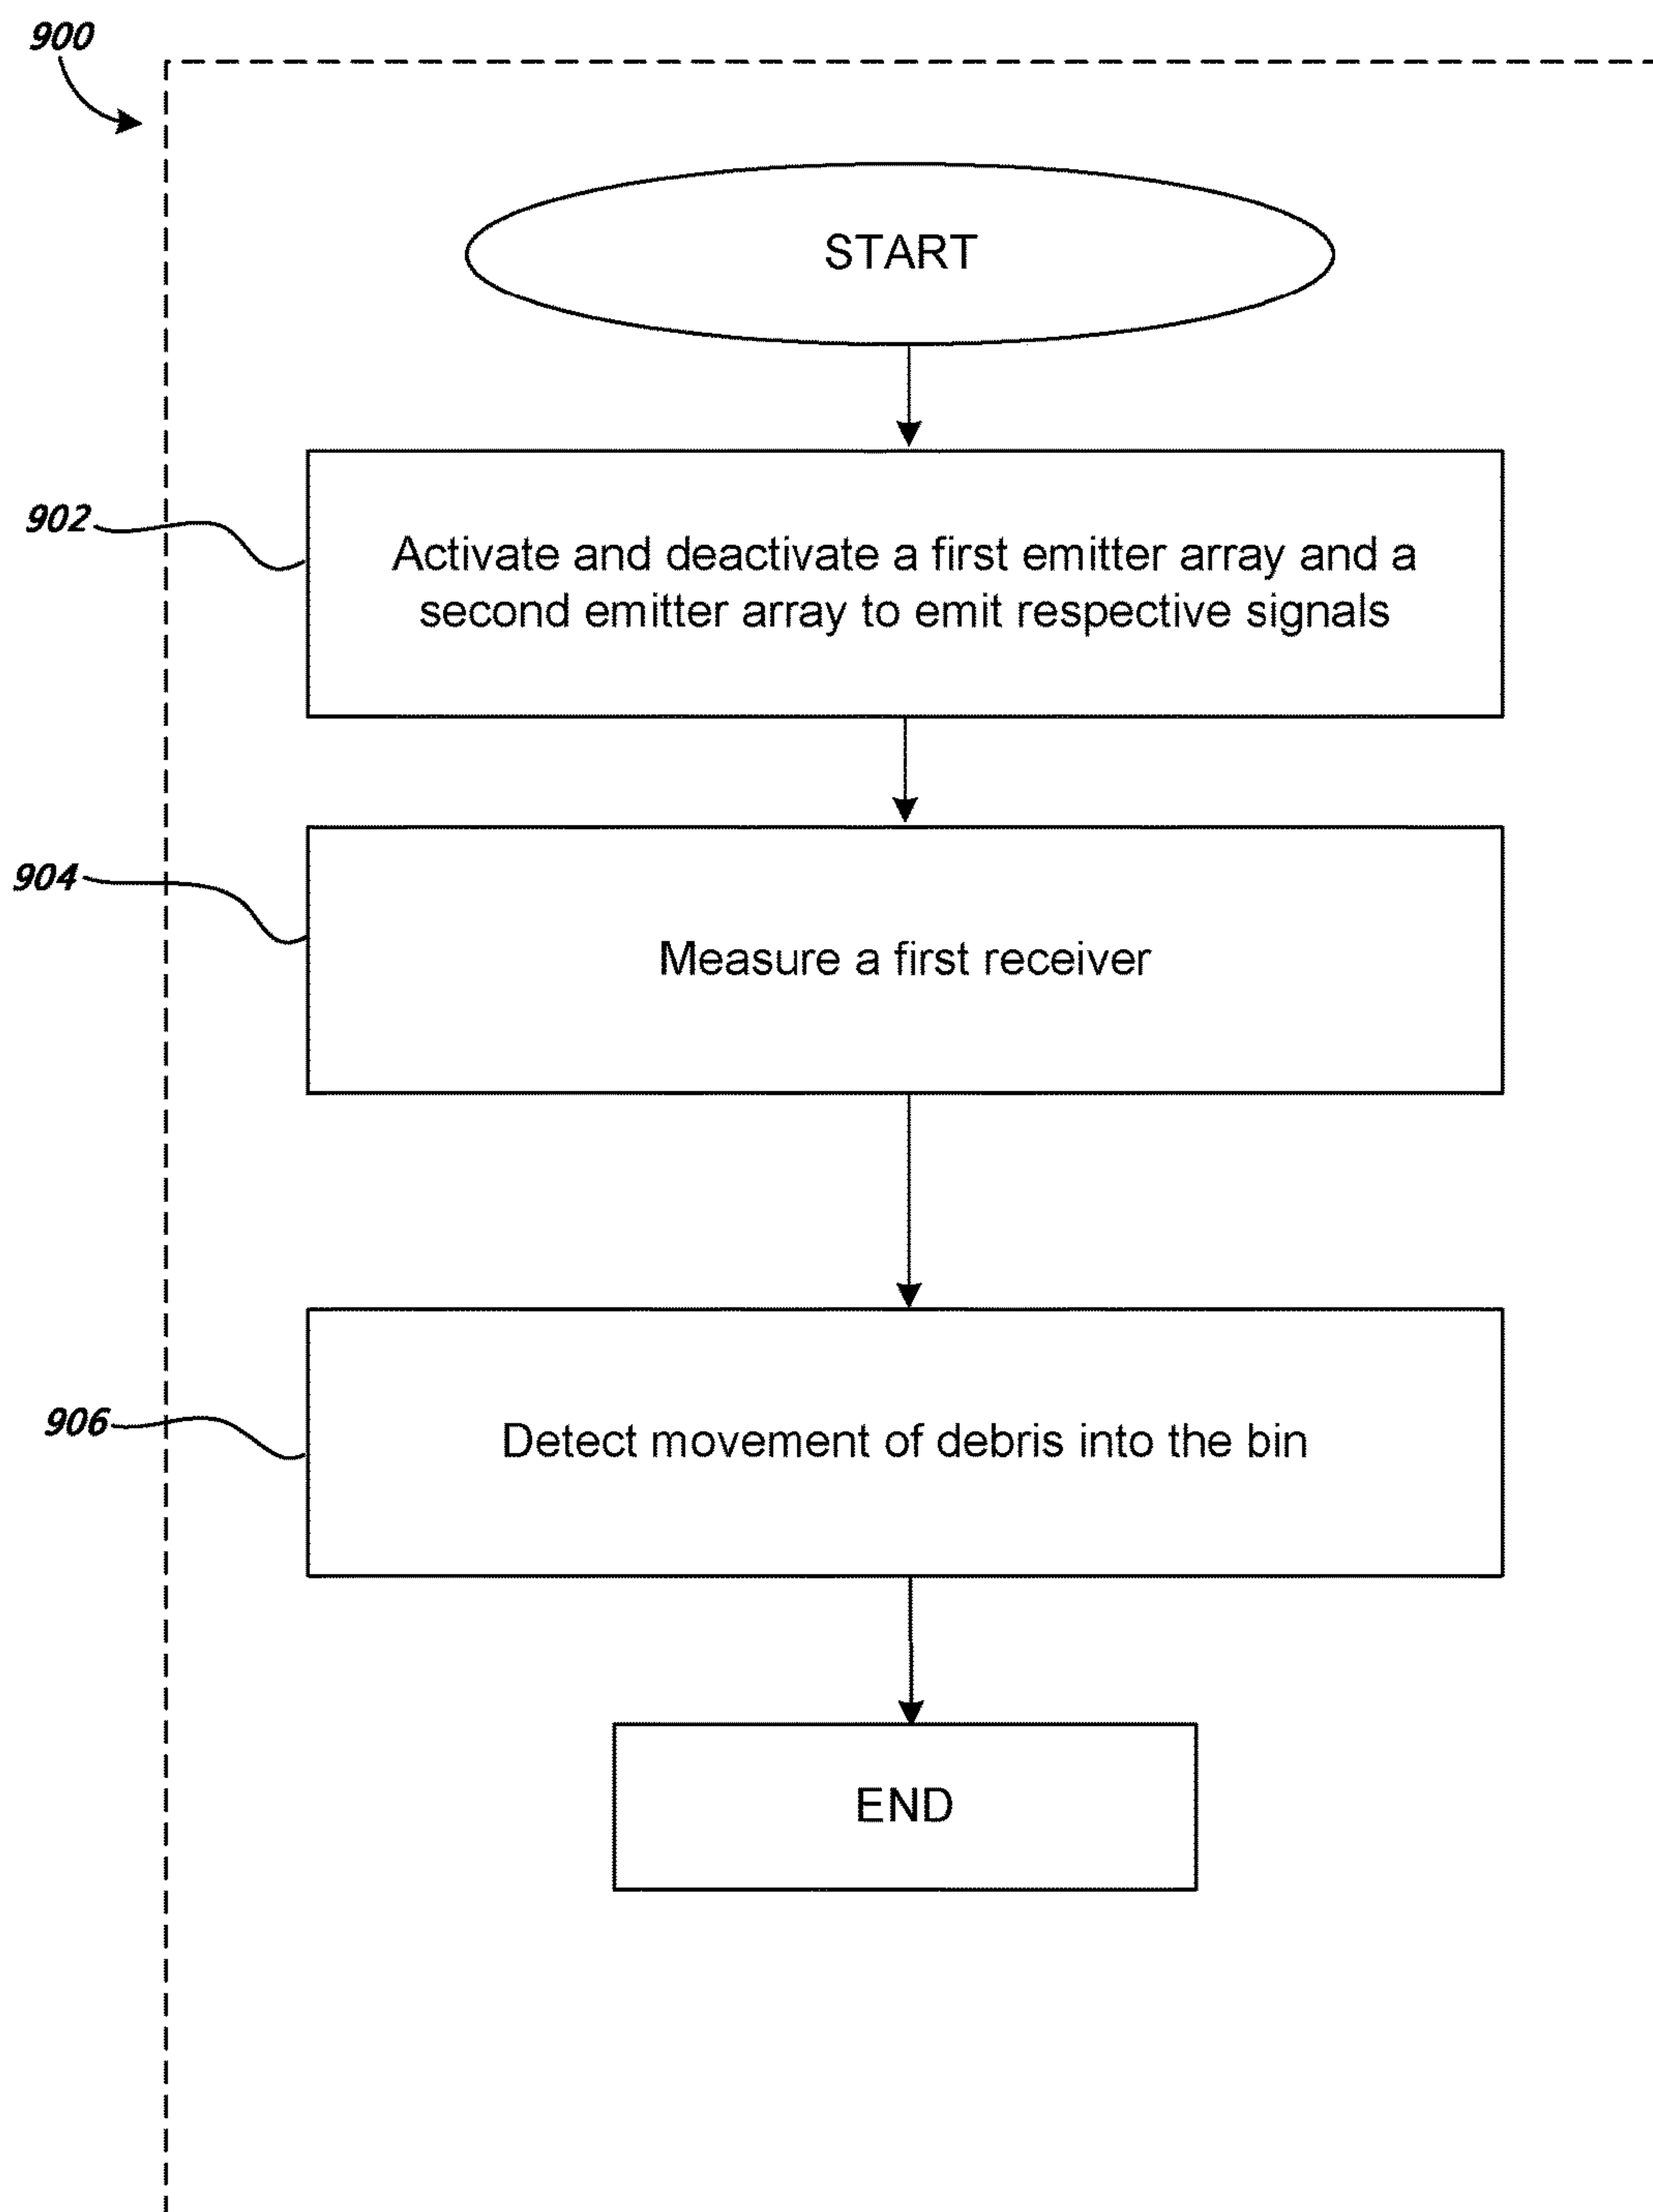 900
START
902
Activate and deactivate a first emitter array and a
second emitter array to emit respective signals
904
Measure a first receiver
906
Detect movement of debris into the bin
END